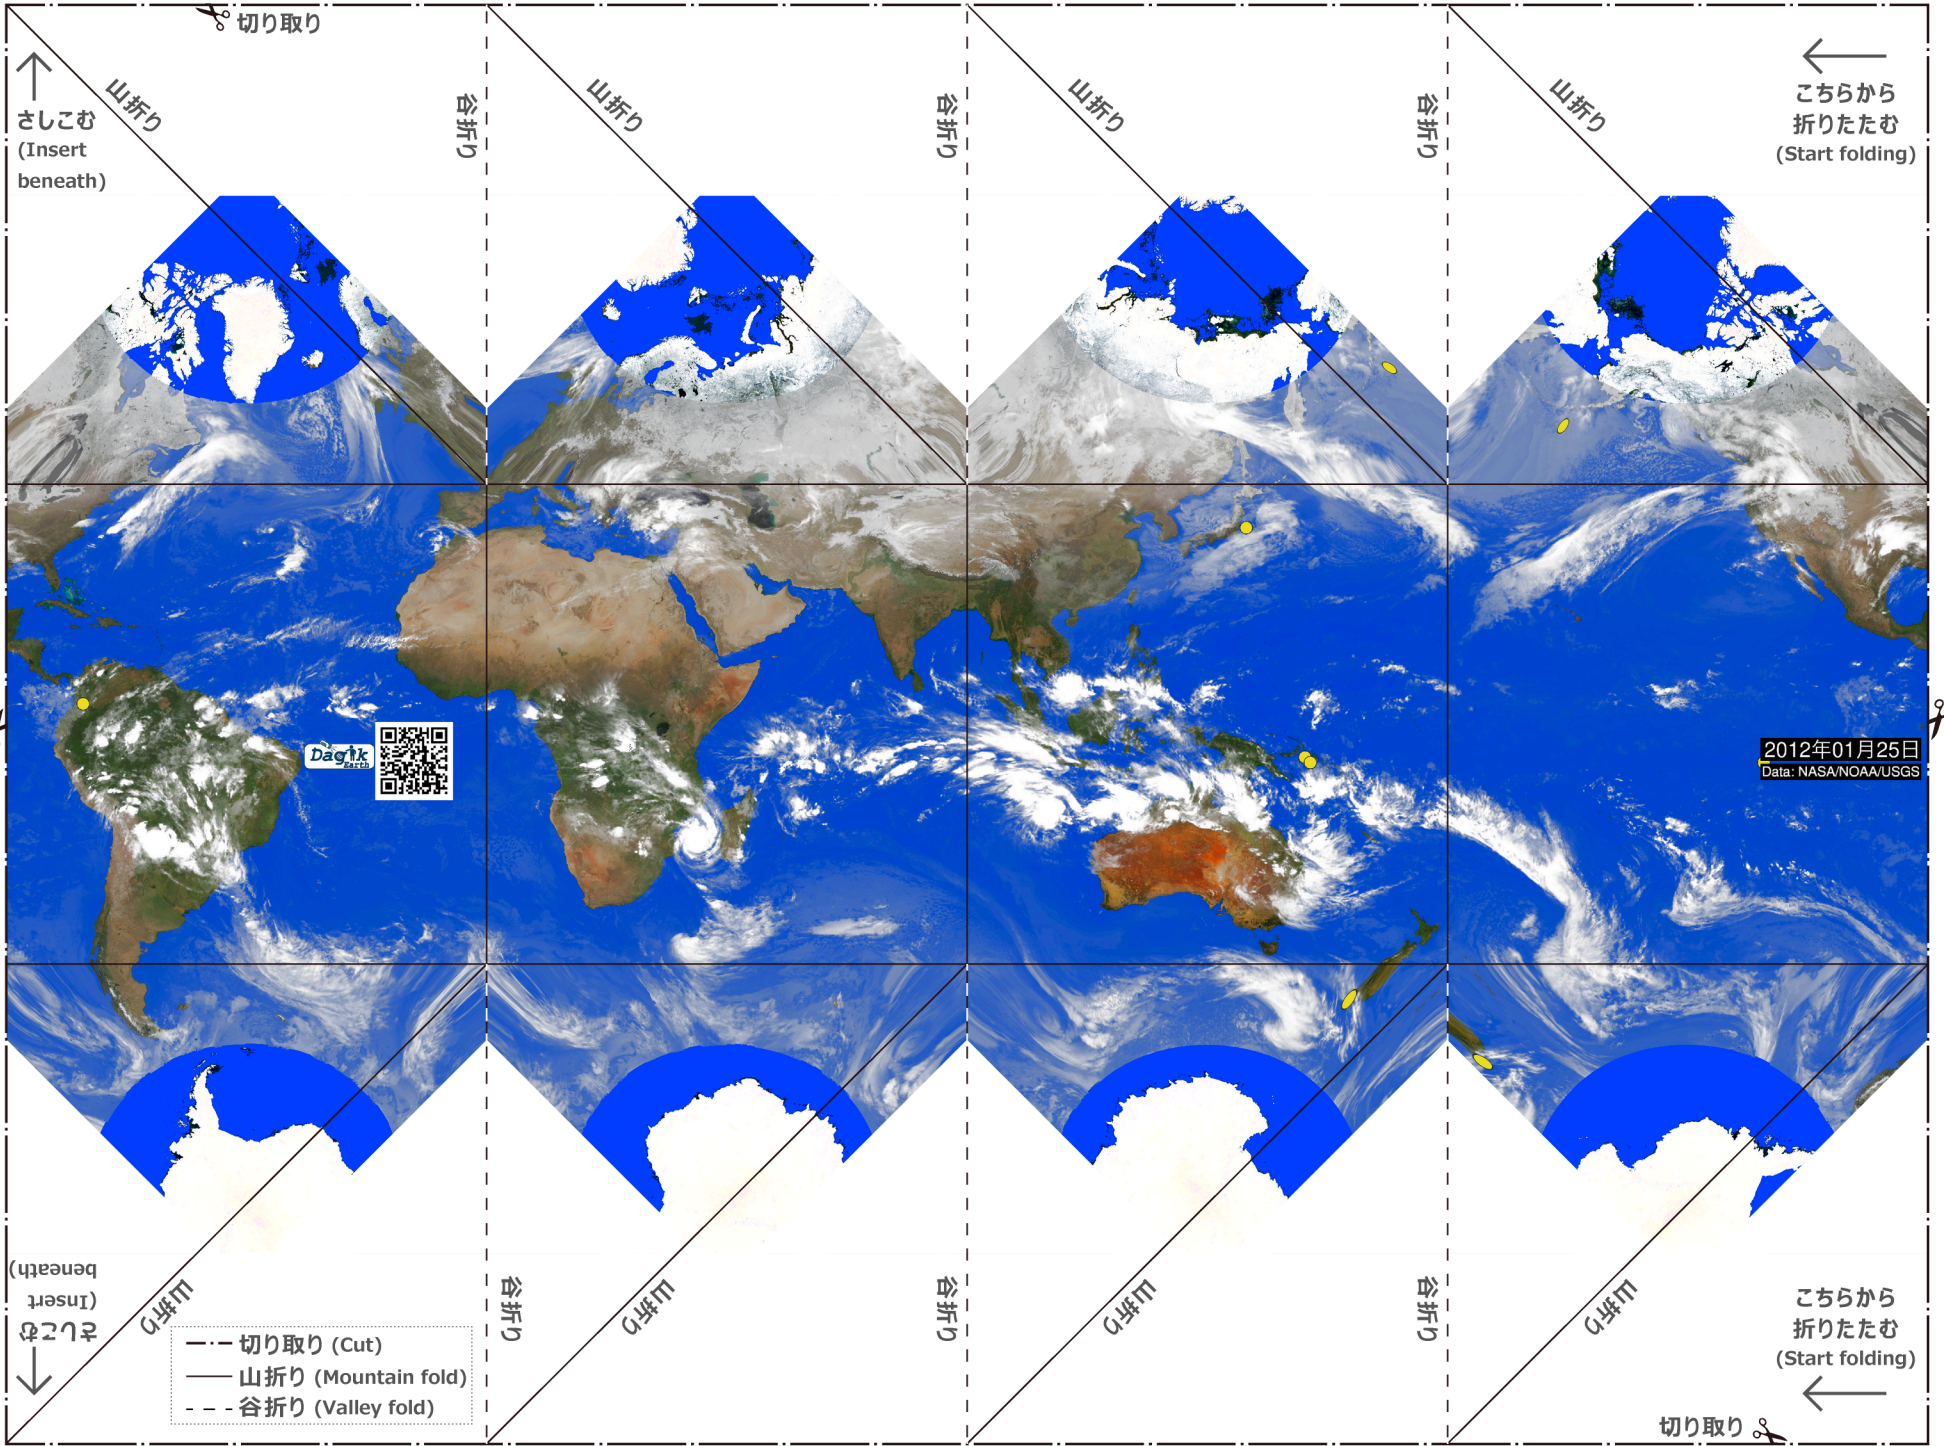 切り取り
山折り
谷折り
山折り
谷折り
山折り
谷折り
山折り
さしこむ
(Insert
beneath)
こちらから
折りたたむ
(Start folding)
Dagik
Earth
2012年01月25日
Data: NASA/NOAA/USGS
さしこむ
(Insert
beneath)
山折り
谷折り
山折り
谷折り
山折り
谷折り
山折り
こちらから
折りたたむ
(Start folding)
切り取り (Cut)
山折り (Mountain fold)
谷折り (Valley fold)
切り取り